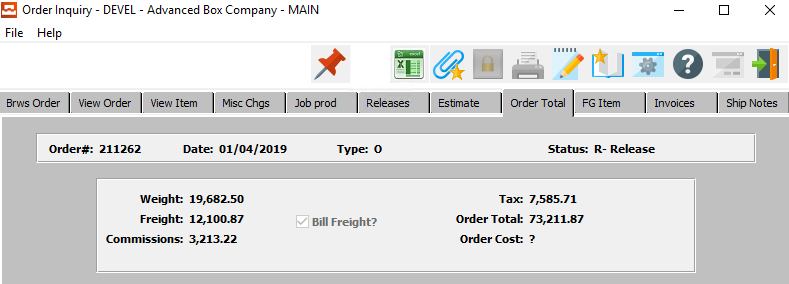 Order Inquiry - DEVEL - Advanced Box Company - MAIN
File Help
Brws Order View Order View Item Misc Chgs Job prod Releases Estimate Order Total FG Item Invoices Ship Notes
Order#: 211262 Date: 01/04/2019 Type: O Status: R- Release
Weight: 19,682.50 Tax: 7,585.71
Freight: 12,100.87 Bill Freight? Order Total: 73,211.87
Commissions: 3,213.22 Order Cost: ?